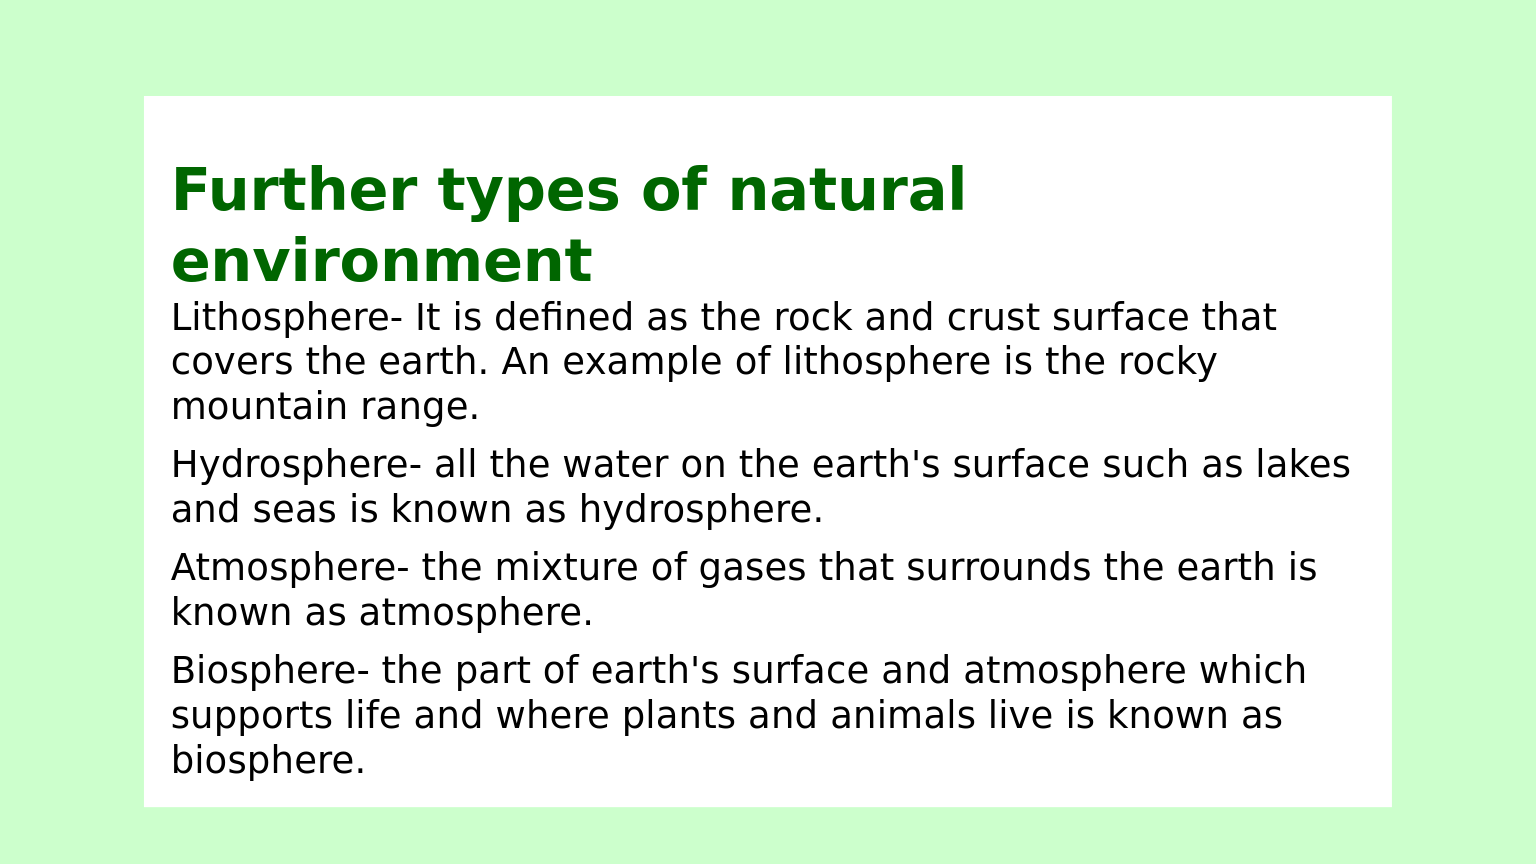 Further types of natural
environment
Lithosphere- It is defined as the rock and crust surface that
covers the earth. An example of lithosphere is the rocky
mountain range.
Hydrosphere- all the water on the earth's surface such as lakes
and seas is known as hydrosphere.
Atmosphere- the mixture of gases that surrounds the earth is
known as atmosphere.
Biosphere- the part of earth's surface and atmosphere which
supports life and where plants and animals live is known as
biosphere.